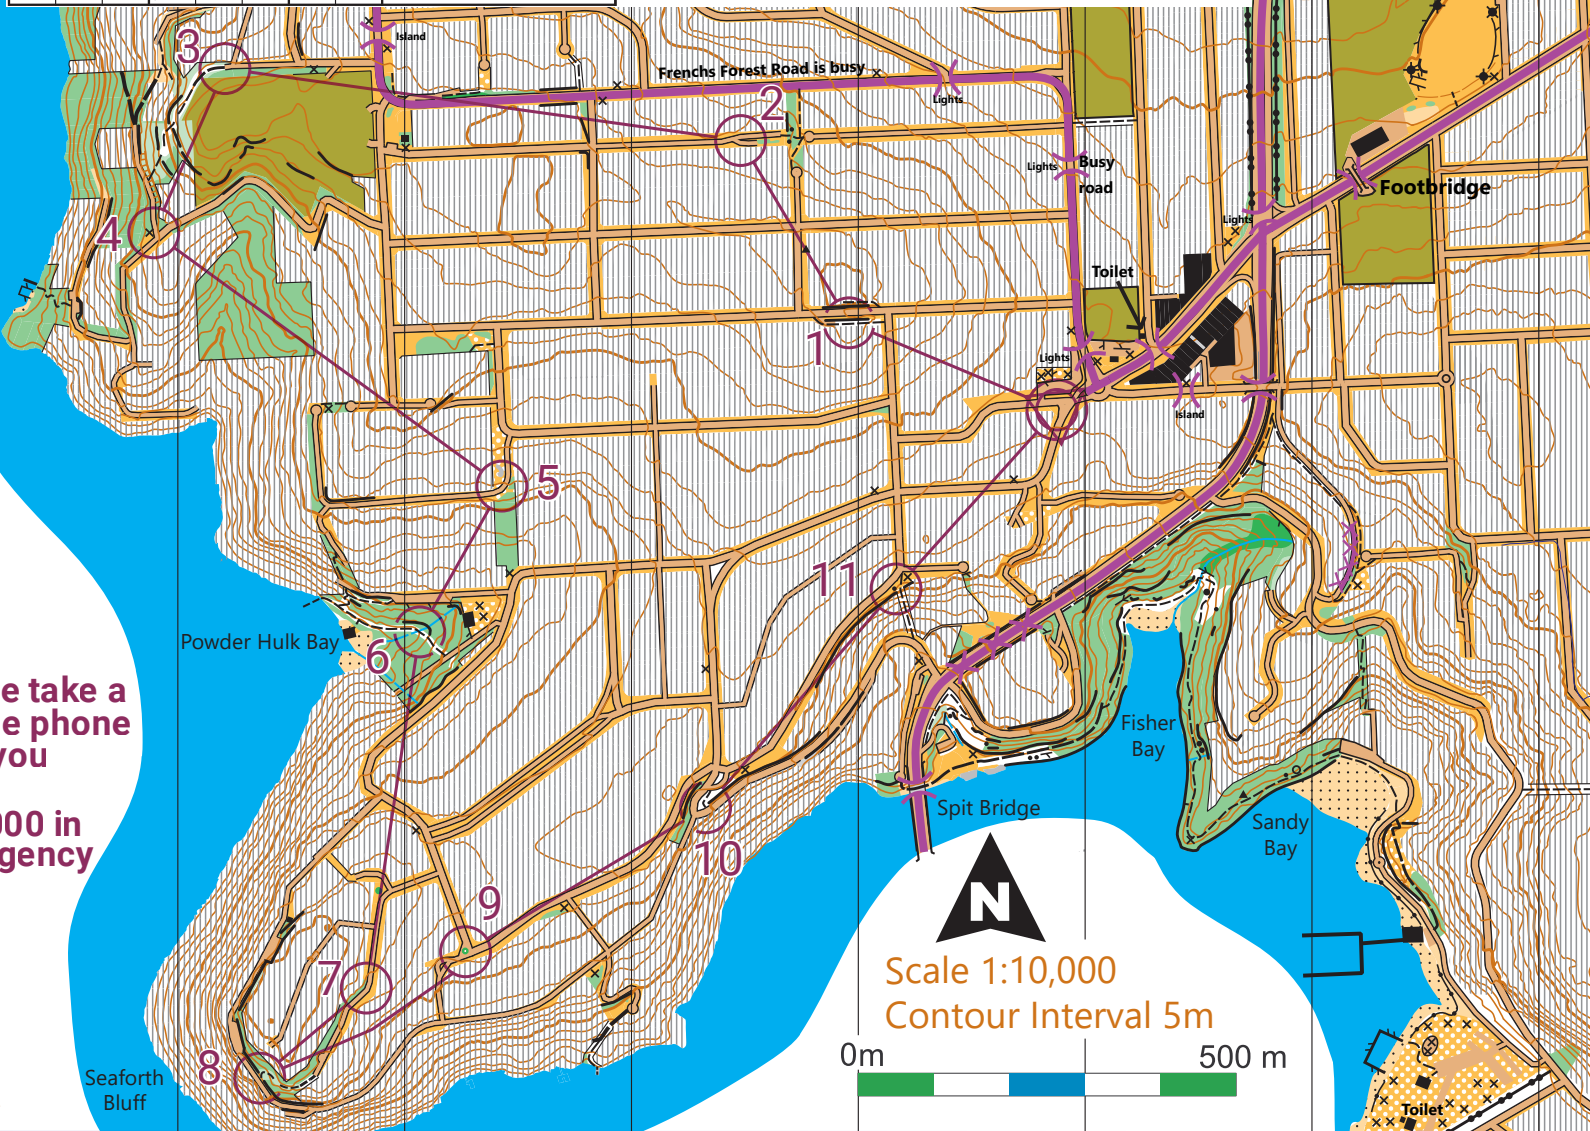 3
Island
Frenchs Forest Road is busy
2
Lights
Lights
Busy
road
Footbridge
Lights
4
Toilet
1
Lights
Island
5
11
Powder Hulk Bay
6
e take a
e phone
you
000 in
gency
Fisher
Bay
Spit Bridge
Sandy
Bay
10
9
N
7
Scale 1:10,000
Contour Interval 5m
0m
500 m
8
Seaforth
Bluff
Toilet